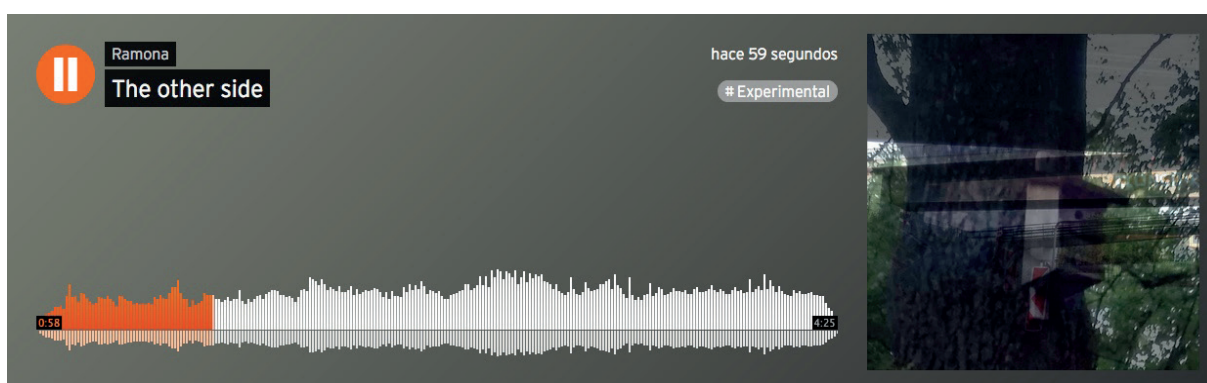 Ramona
The other side
hace 59 segundos
# Experimental
0:58
4:25